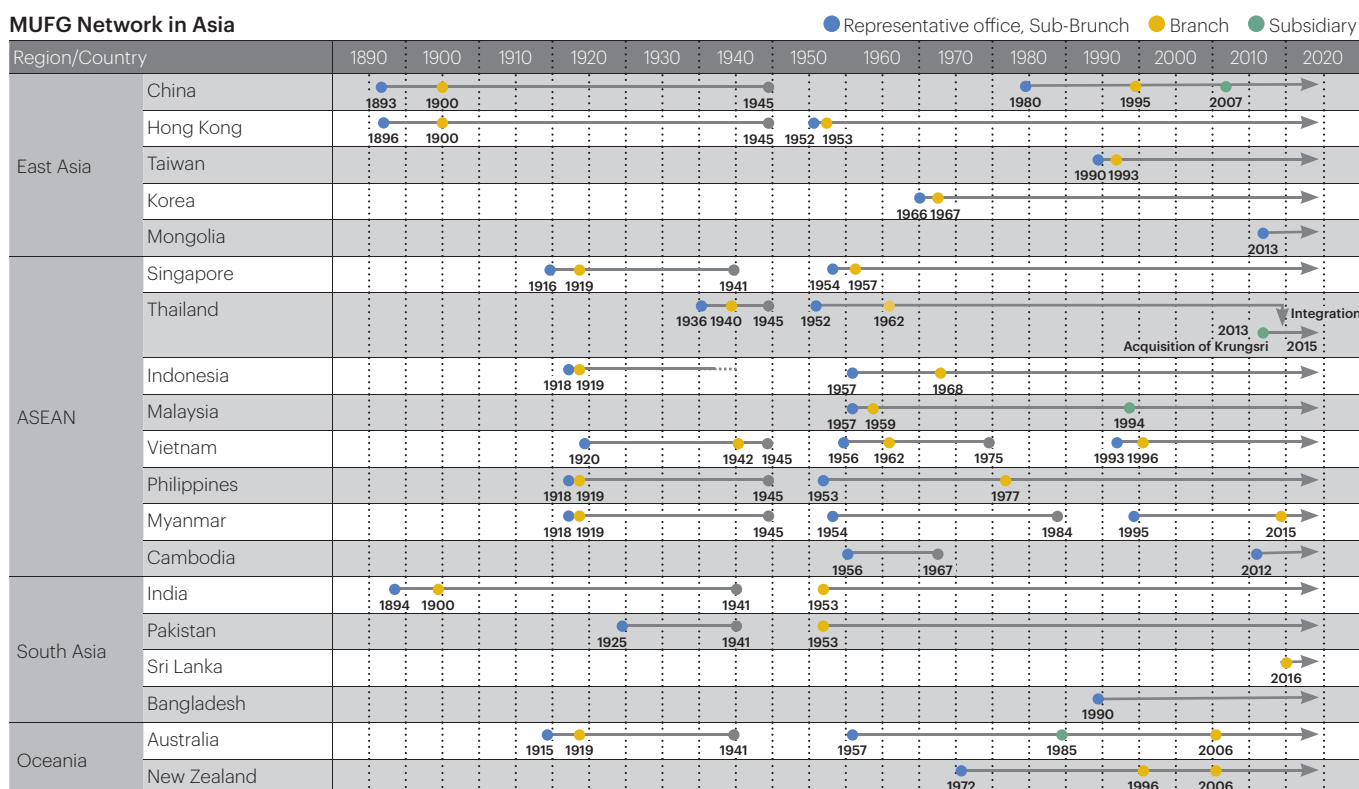 MUFG Network in Asia
Representative office, Sub-Brunch Branch Subsidiary
Region/Country 1890 1900 1910 1920 1930 1940 1950 1960 1970 1980 1990 2000 2010 2020
East Asia
China 1893 1900 1945 1980 1995 2007
Hong Kong 1896 1900 1945 1952 1953
Taiwan 1990 1993
Korea 1966 1967
Mongolia 2013
ASEAN
Singapore 1916 1919 1941 1954 1957
Thailand 1936 1940 1945 1952 1962
Integration
2013
Acquisition of Krungsri 2015
Indonesia 1918 1919 1957 1968
Malaysia 1957 1959 1994
Vietnam 1920 1942 1945 1956 1962 1975 1993 1996
Philippines 1918 1919 1945 1953 1977
Myanmar 1918 1919 1945 1954 1984 1995 2015
Cambodia 1956 1967 2012
South Asia
India 1894 1900 1941 1953
Pakistan 1925 1941 1953
Sri Lanka 2016
Bangladesh 1990
Oceania
Australia 1915 1919 1941 1957 1985 2006
New Zealand 1972 1996 2006